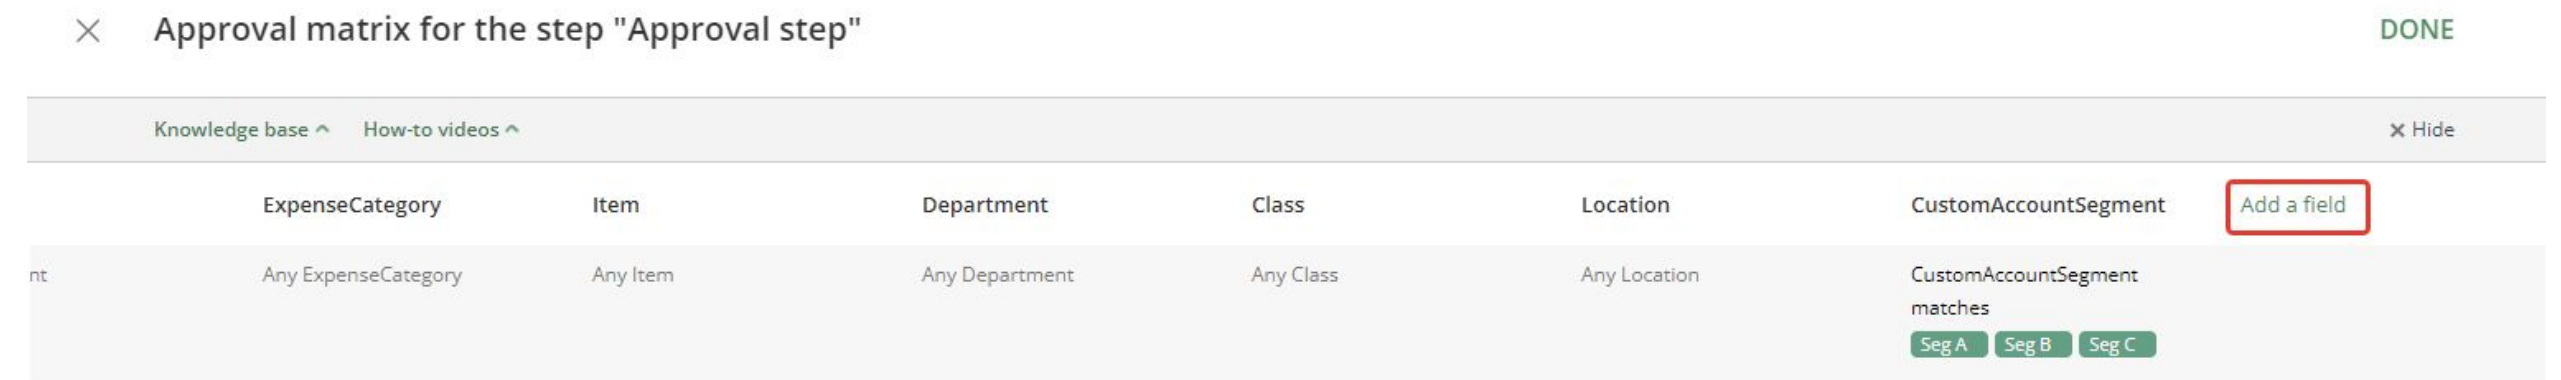 Approval matrix for the step "Approval step"
DONE
Knowledge base How-to videos
Hide
ExpenseCategory Item Department Class Location CustomAccountSegment Add a field
nt Any ExpenseCategory Any Item Any Department Any Class Any Location CustomAccountSegment
matches
Seg A Seg B Seg C